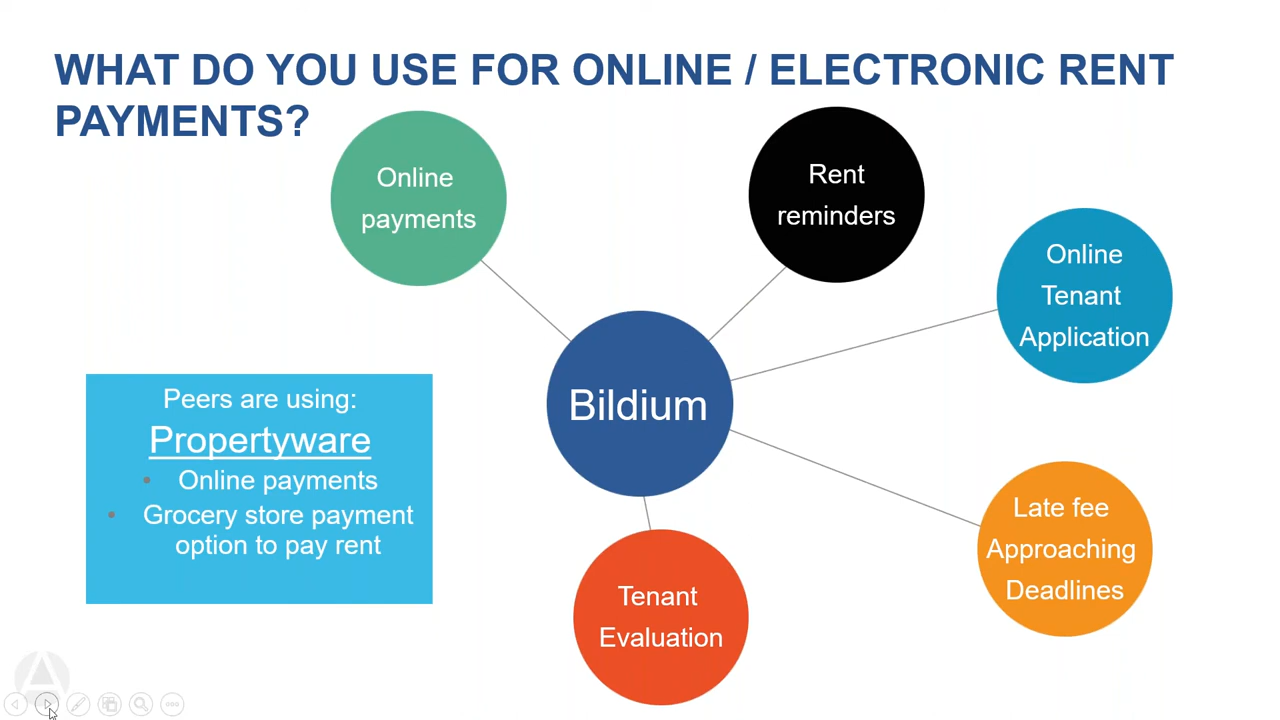 WHAT DO YOU USE FOR ONLINE / ELECTRONIC RENT
PAYMENTS?
Online
payments
Rent
reminders
Online
Tenant
Application
Bildium
Peers are using:
Propertyware
• Online payments
• Grocery store payment
option to pay rent
Late fee
Approaching
Deadlines
Tenant
Evaluation